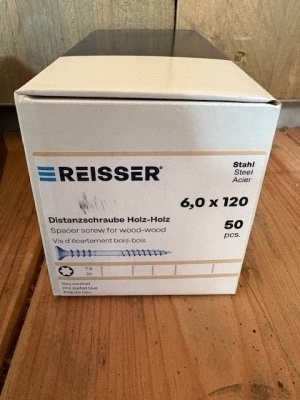 REISSER®
Stahl
Steel
Acier
6,0 x 120
Distanzschraube Holz-Holz
Spacer screw for wood-wood
Vis d'écartement bois-bois
50
pcs.
TX